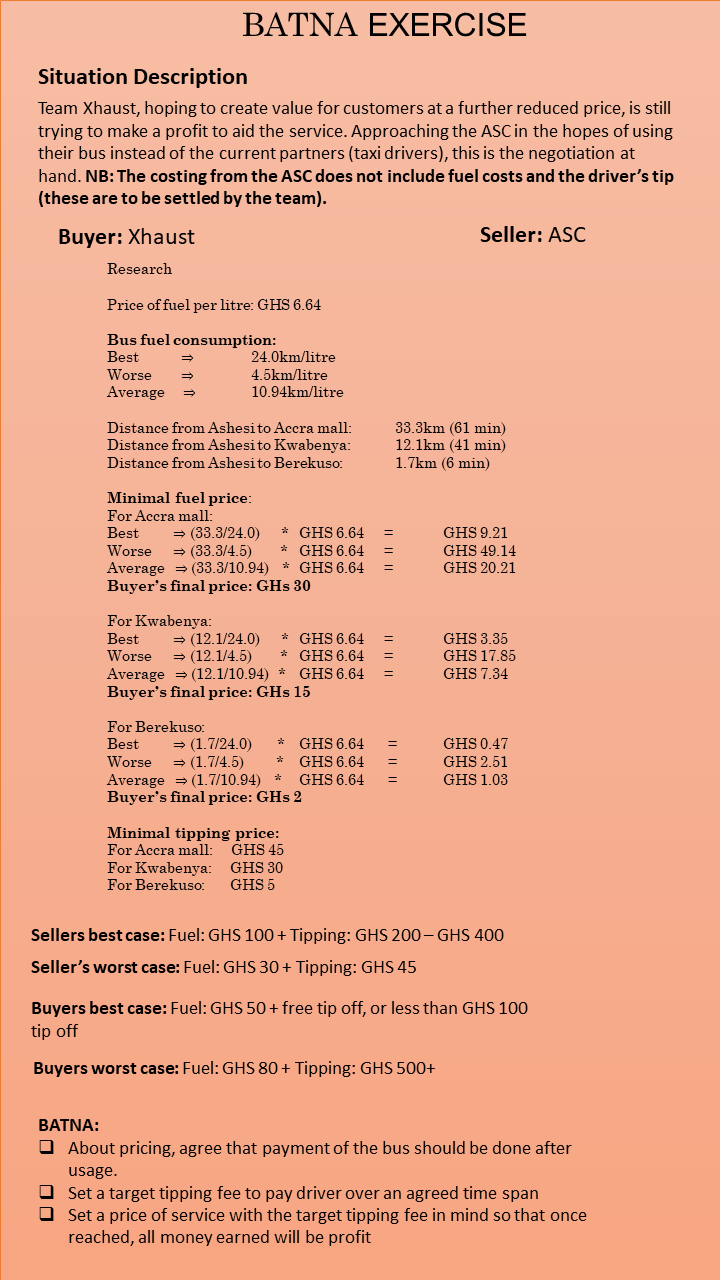 BATNA EXERCISE
Situation Description
Team Xhaust, hoping to create value for customers at a further reduced price, is still
trying to make a profit to aid the service. Approaching the ASC in the hopes of using
their bus instead of the current partners (taxi drivers), this is the negotiation at
hand. NB: The costing from the ASC does not include fuel costs and the driver's tip
(these are to be settled by the team).
Buyer: Xhaust Seller: ASC
Research
Price of fuel per litre: GHS 6.64
Bus fuel consumption:
Best ⇒ 24.0km/litre
Worse ⇒ 4.5km/litre
Average ⇒ 10.94km/litre
Distance from Ashesi to Accra mall: 33.3km (61 min)
Distance from Ashesi to Kwabenya: 12.1km (41 min)
Distance from Ashesi to Berekuso: 1.7km (6 min)
Minimal fuel price:
For Accra mall:
Best ⇒ (33.3/24.0) * GHS 6.64 = GHS 9.21
Worse ⇒ (33.3/4.5) * GHS 6.64 = GHS 49.14
Average ⇒ (33.3/10.94) * GHS 6.64 = GHS 20.21
Buyer's final price: GHs 30
For Kwabenya:
Best ⇒ (12.1/24.0) * GHS 6.64 = GHS 3.35
Worse ⇒ (12.1/4.5) * GHS 6.64 = GHS 17.85
Average ⇒ (12.1/10.94) * GHS 6.64 = GHS 7.34
Buyer's final price: GHs 15
For Berekuso:
Best ⇒ (1.7/24.0) * GHS 6.64 = GHS 0.47
Worse ⇒ (1.7/4.5) * GHS 6.64 = GHS 2.51
Average ⇒ (1.7/10.94) * GHS 6.64 = GHS 1.03
Buyer's final price: GHs 2
Minimal tipping price:
For Accra mall: GHS 45
For Kwabenya: GHS 30
For Berekuso: GHS 5
Sellers best case: Fuel: GHS 100 + Tipping: GHS 200 – GHS 400
Seller's worst case: Fuel: GHS 30 + Tipping: GHS 45
Buyers best case: Fuel: GHS 50 + free tip off, or less than GHS 100
tip off
Buyers worst case: Fuel: GHS 80 + Tipping: GHS 500+
BATNA:
❑ About pricing, agree that payment of the bus should be done after
usage.
❑ Set a target tipping fee to pay driver over an agreed time span
❑ Set a price of service with the target tipping fee in mind so that once
reached, all money earned will be profit